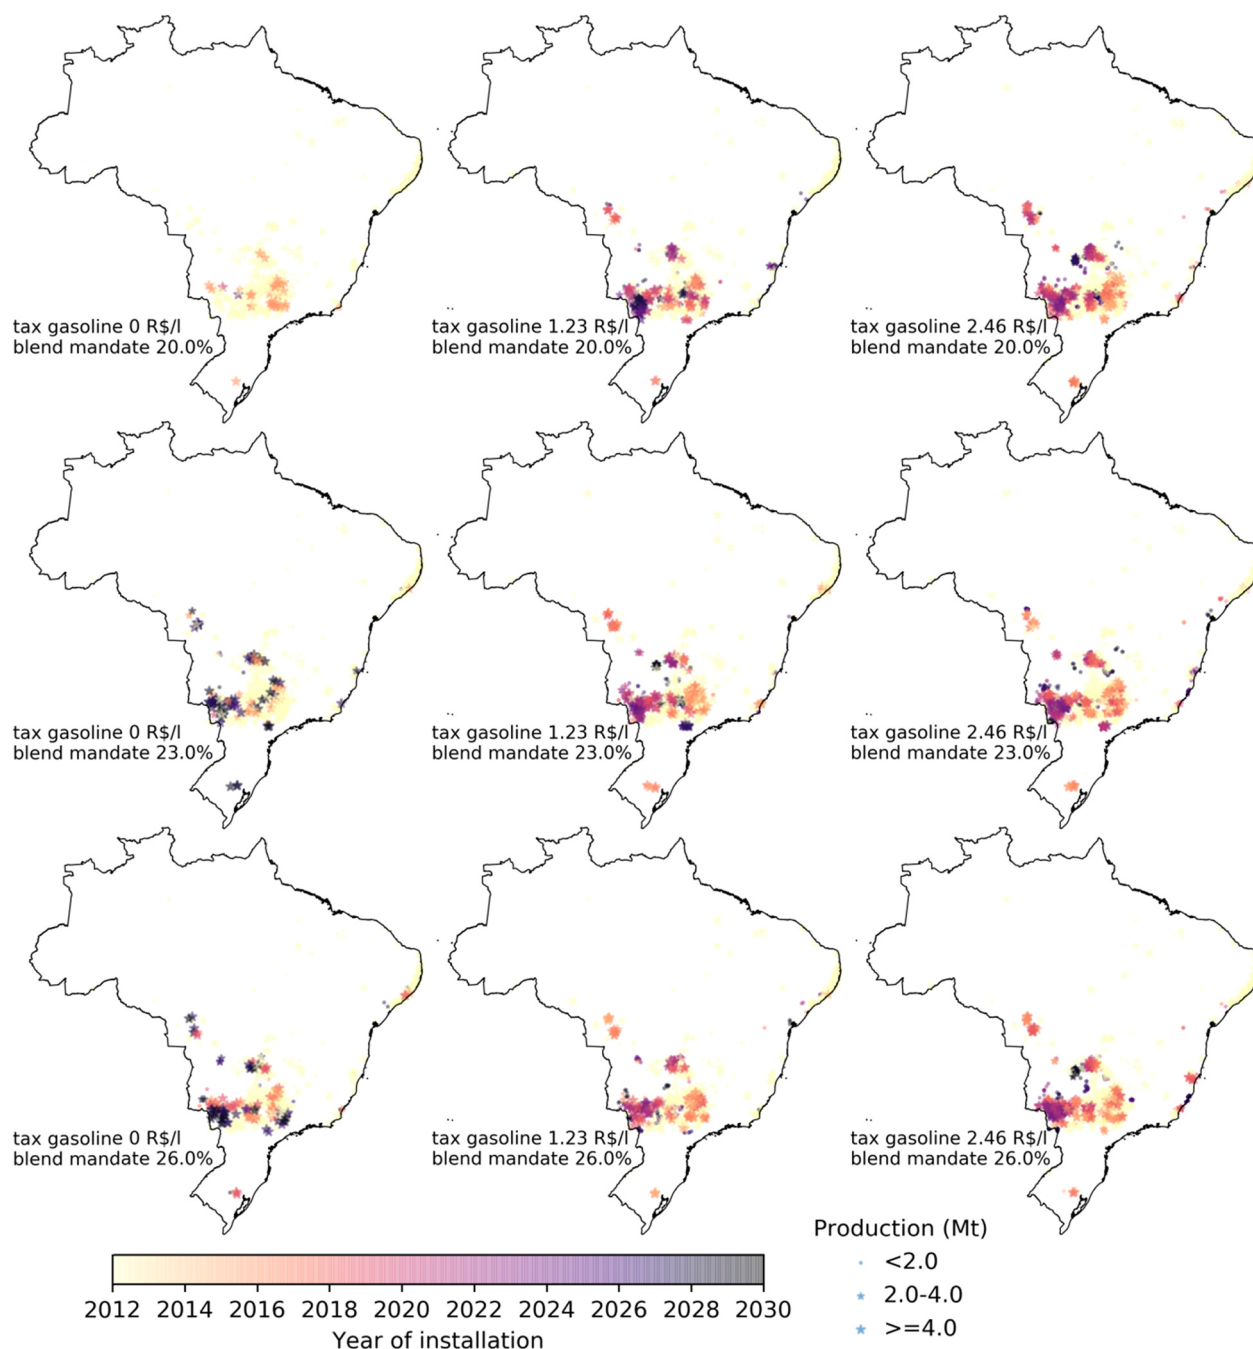 tax gasoline 0 R$/l
blend mandate 20.0%
tax gasoline 1.23 R$/l
blend mandate 20.0%
tax gasoline 2.46 R$/l
blend mandate 20.0%
tax gasoline 0 R$/l
blend mandate 23.0%
tax gasoline 1.23 R$/l
blend mandate 23.0%
tax gasoline 2.46 R$/l
blend mandate 23.0%
tax gasoline 0 R$/l
blend mandate 26.0%
tax gasoline 1.23 R$/l
blend mandate 26.0%
tax gasoline 2.46 R$/l
blend mandate 26.0%
2012 2014 2016 2018 2020 2022 2024 2026 2028 2030
Year of installation
Production (Mt)
<2.0
2.0-4.0
>=4.0